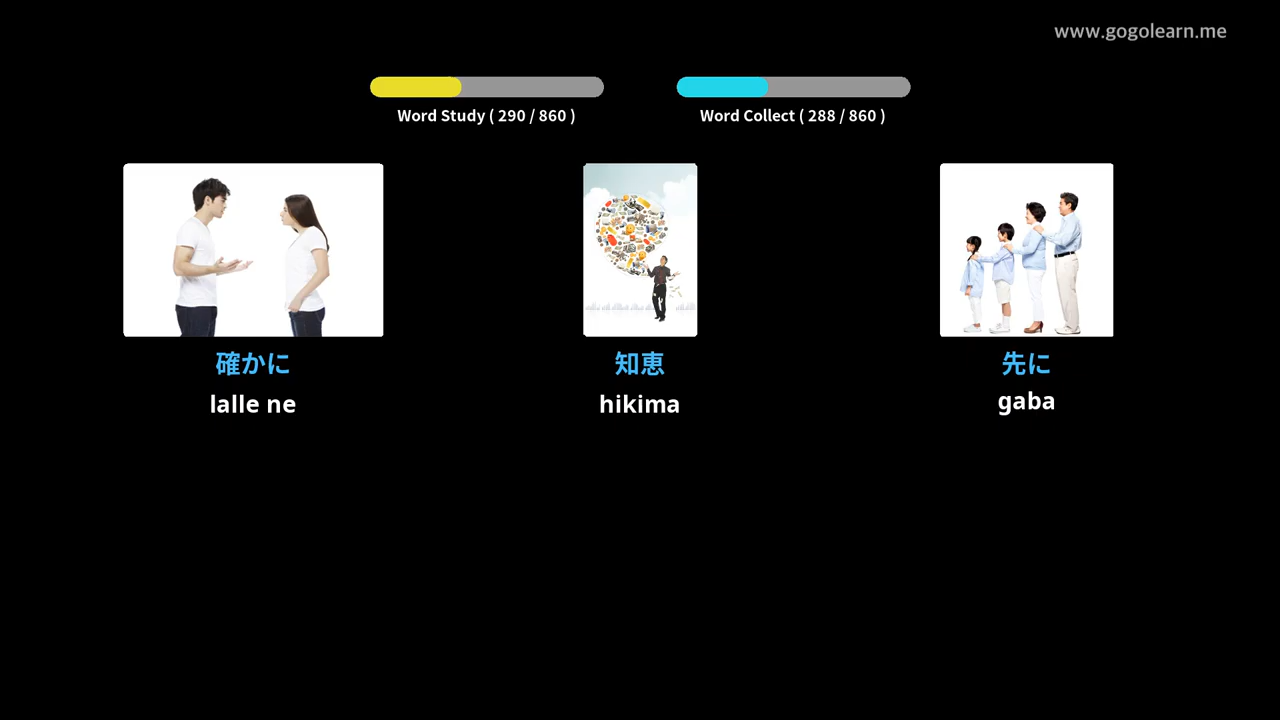 www.gogolearn.me
Word Study ( 290 / 860 )
Word Collect ( 288 / 860 )
確かに
知恵
先に
lalle ne
hikima
gaba